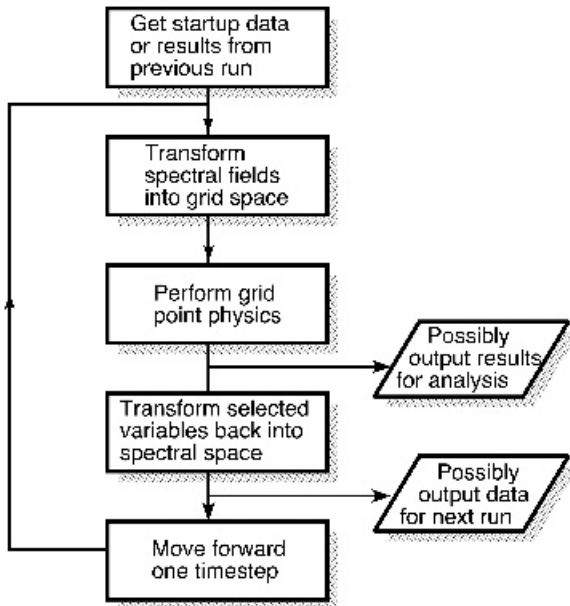 Get startup data
or results from
previous run
Transform
spectral fields
into grid space
Perform grid
point physics
Possibly
output results
for analysis
Transform selected
variables back into
spectral space
Possibly
output data
for next run
Move forward
one timestep